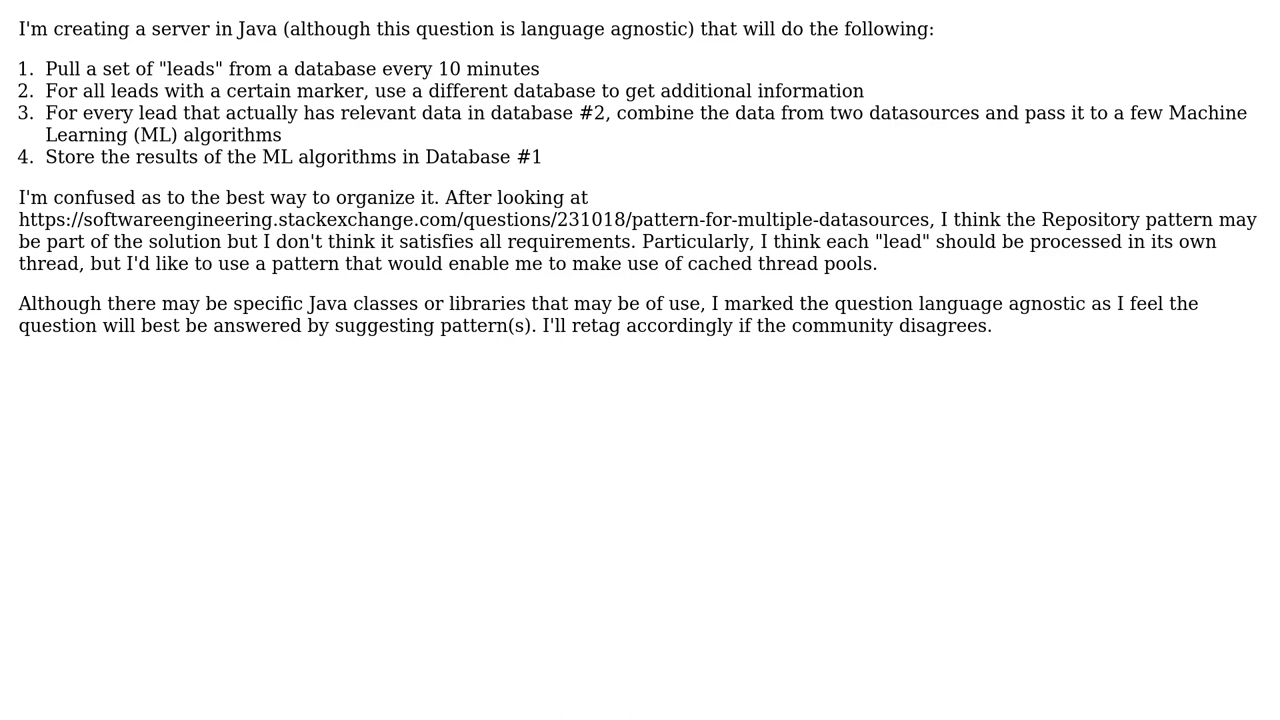 I'm creating a server in Java (although this question is language agnostic) that will do the following:
1. Pull a set of "leads" from a database every 10 minutes
2. For all leads with a certain marker, use a different database to get additional information
3. For every lead that actually has relevant data in database #2, combine the data from two datasources and pass it to a few Machine
Learning (ML) algorithms
4. Store the results of the ML algorithms in Database #1
I'm confused as to the best way to organize it. After looking at
https://softwareengineering.stackexchange.com/questions/231018/pattern-for-multiple-datasources, I think the Repository pattern may
be part of the solution but I don't think it satisfies all requirements. Particularly, I think each "lead" should be processed in its own
thread, but I'd like to use a pattern that would enable me to make use of cached thread pools.
Although there may be specific Java classes or libraries that may be of use, I marked the question language agnostic as I feel the
question will best be answered by suggesting pattern(s). I'll retag accordingly if the community disagrees.